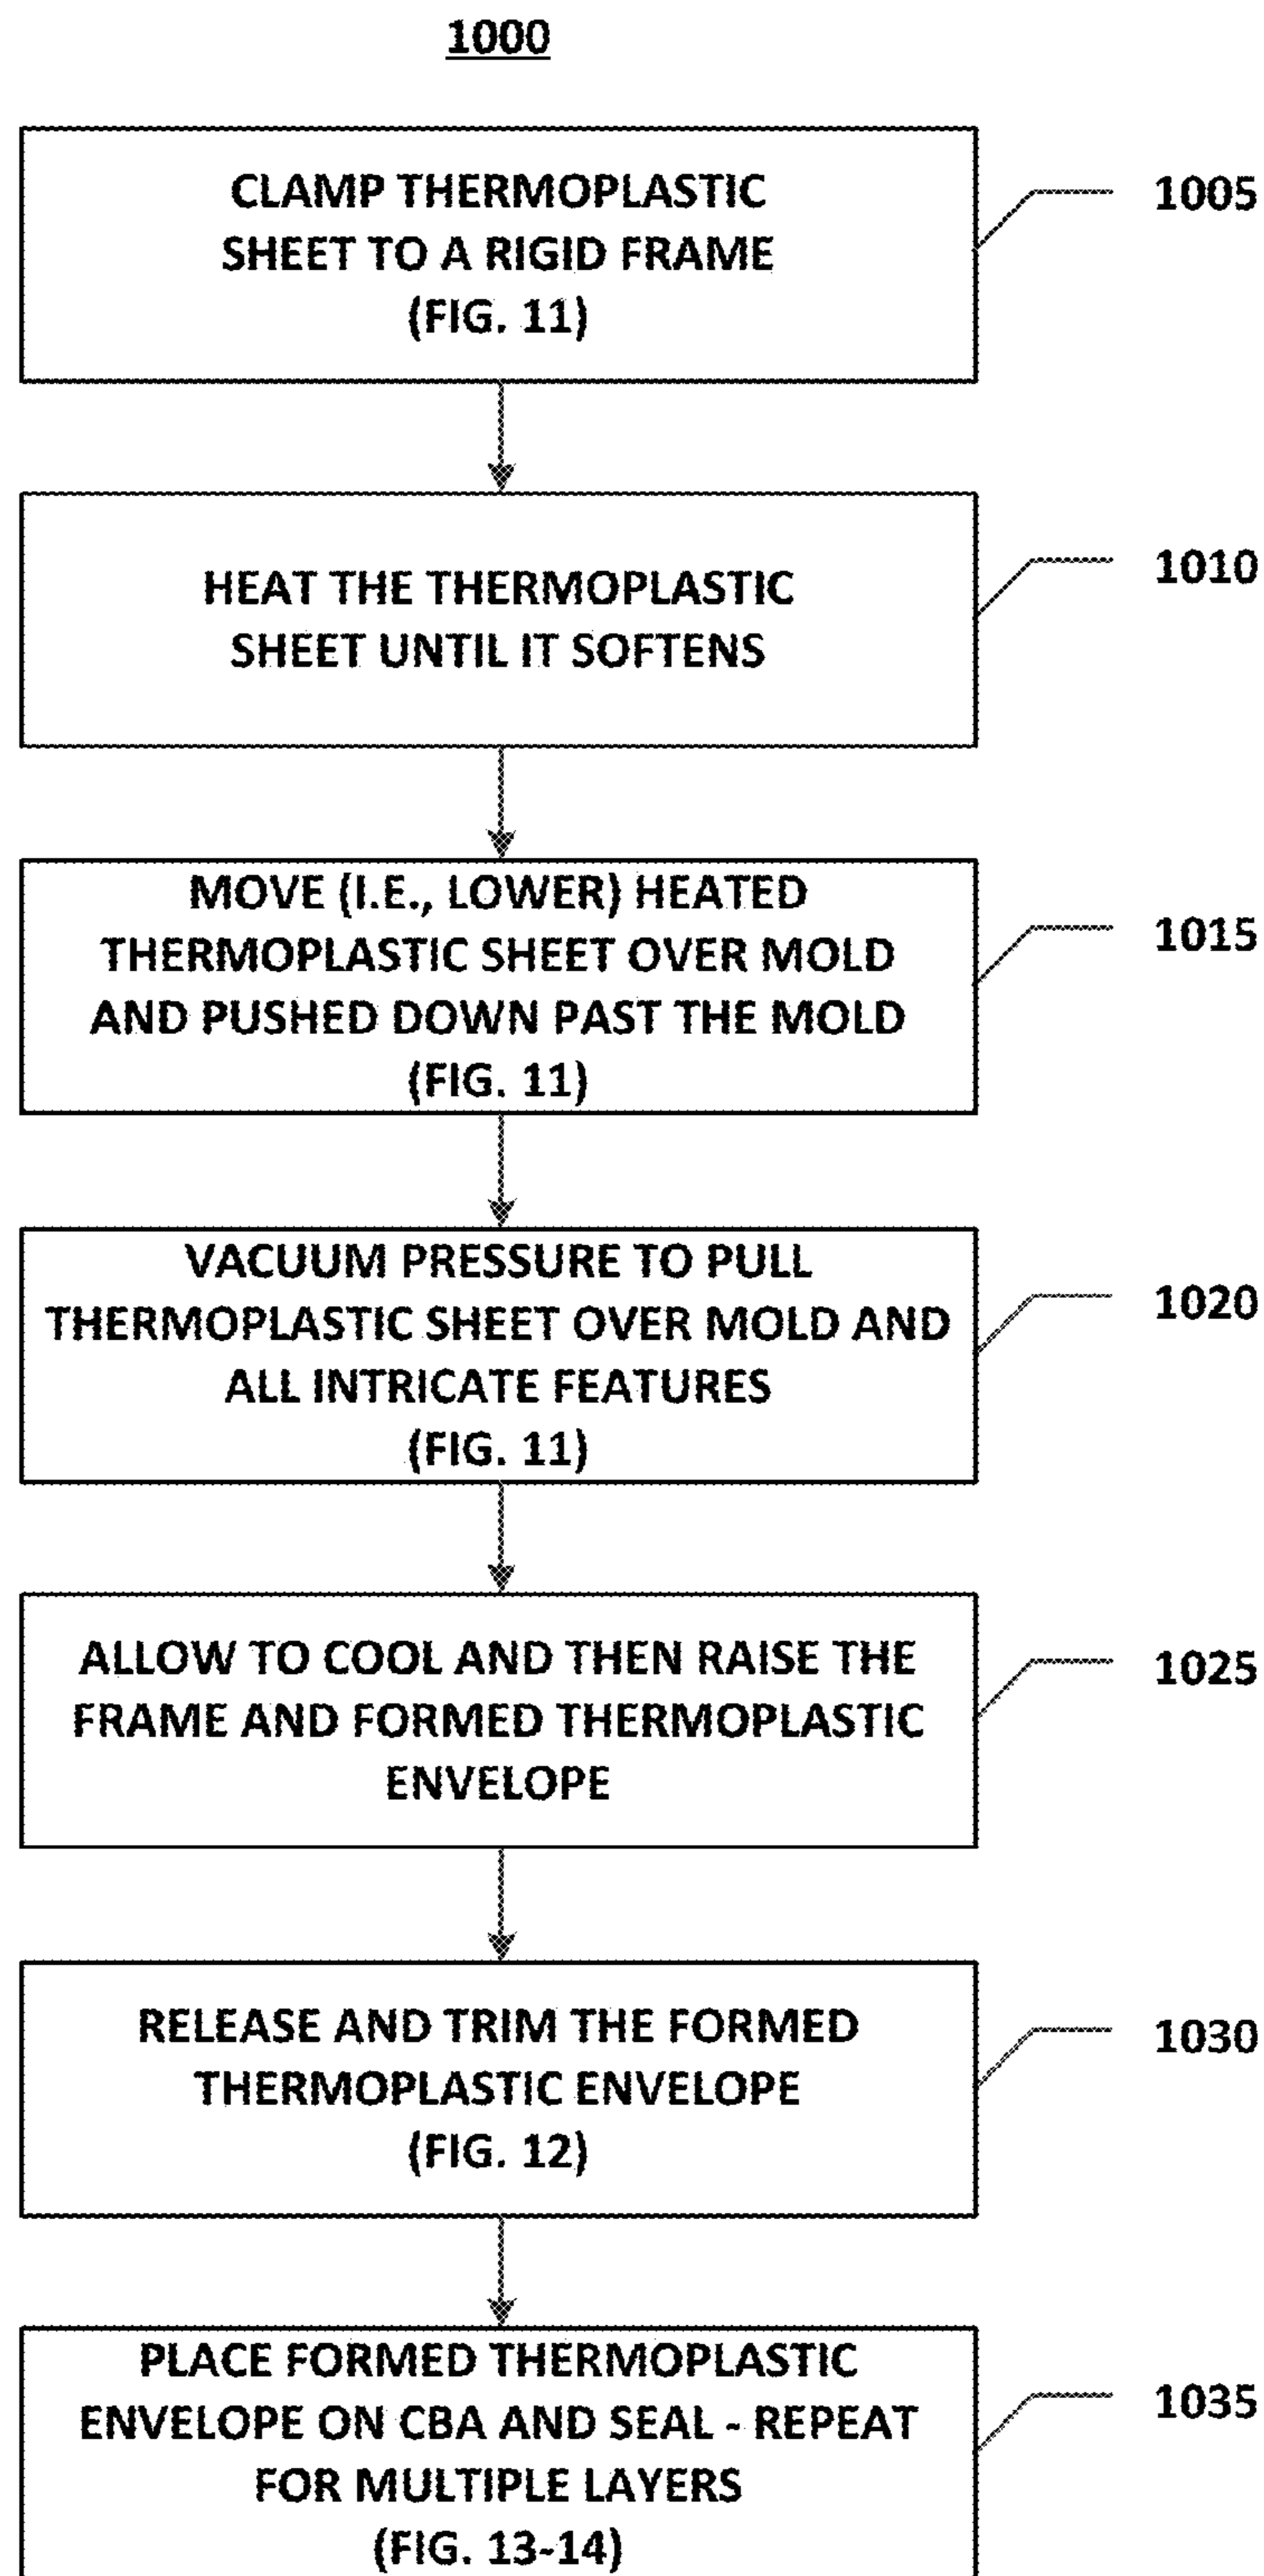 1000
CLAMP THERMOPLASTIC
SHEET TO A RIGID FRAME
(FIG. 11)
1005
HEAT THE THERMOPLASTIC
SHEET UNTIL IT SOFTENS
1010
MOVE (I.E., LOWER) HEATED
THERMOPLASTIC SHEET OVER MOLD
AND PUSHED DOWN PAST THE MOLD
(FIG. 11)
1015
VACUUM PRESSURE TO PULL
THERMOPLASTIC SHEET OVER MOLD AND
ALL INTRICATE FEATURES
(FIG. 11)
1020
ALLOW TO COOL AND THEN RAISE THE
FRAME AND FORMED THERMOPLASTIC
ENVELOPE
1025
RELEASE AND TRIM THE FORMED
THERMOPLASTIC ENVELOPE
(FIG. 12)
1030
PLACE FORMED THERMOPLASTIC
ENVELOPE ON CBA AND SEAL - REPEAT
FOR MULTIPLE LAYERS
(FIG. 13-14)
1035